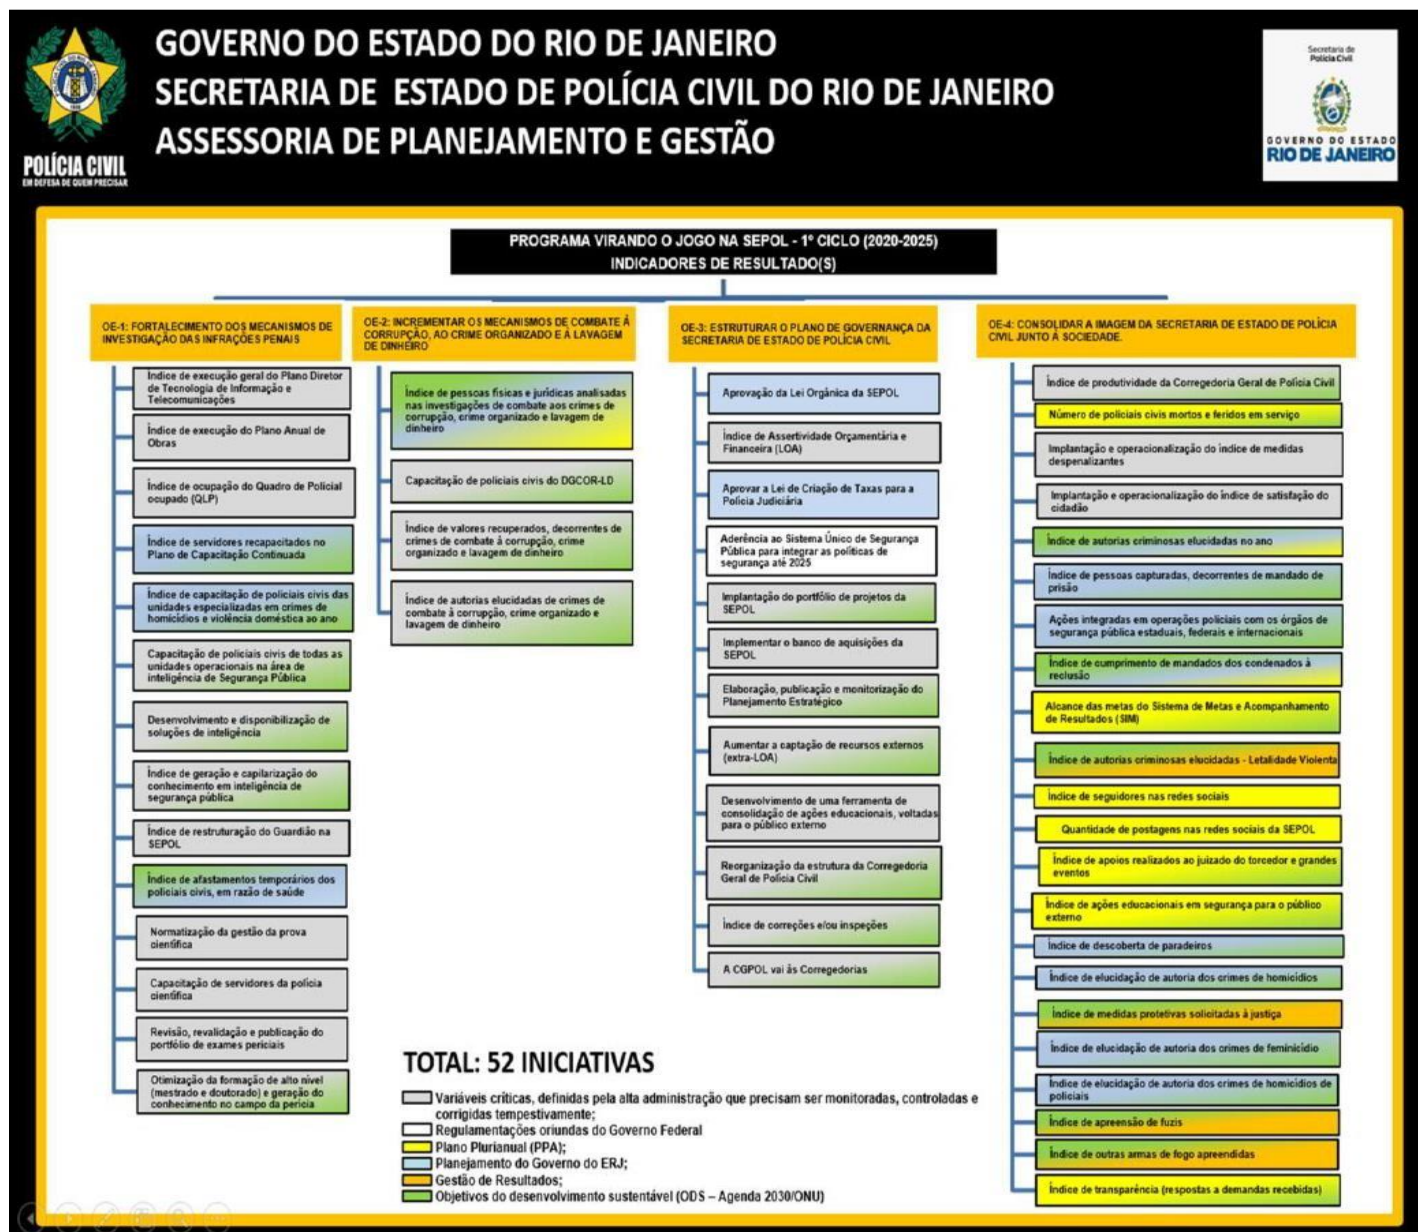 GOVERNO DO ESTADO DO RIO DE JANEIRO
SECRETARIA DE ESTADO DE POLÍCIA CIVIL DO RIO DE JANEIRO
ASSESSORIA DE PLANEJAMENTO E GESTÃO
POLÍCIA CIVIL
EM DEFESA DE QUEM PRECISAR
Secretaria de
Polícia Civil
GOVERNO DO ESTADO
RIO DE JANEIRO
PROGRAMA VIRANDO O JOGO NA SEPOL - 1º CICLO (2020-2025)
INDICADORES DE RESULTADO(S)
OE-1: FORTALECIMENTO DOS MECANISMOS DE
INVESTIGAÇÃO DAS INFRAÇÕES PENAIS
Índice de execução geral do Plano Diretor
de Tecnologia de Informação e
Telecomunicações
Índice de execução do Plano Anual de
Obras
Índice de ocupação do Quadro de Policial
ocupado (QLP)
Índice de servidores recapacitados no
Plano de Capacitação Continuada
Índice de capacitação de policiais civis das
unidades especializadas em crimes de
homicídios e violência doméstica ao ano
Capacitação de policiais civis de todas as
unidades operacionais na área de
inteligência de Segurança Pública
Desenvolvimento e disponibilização de
soluções de inteligência
Índice de geração e capilarização do
conhecimento em inteligência de
segurança pública
Índice de restruturação do Guardião na
SEPOL
Índice de afastamentos temporários dos
policiais civis, em razão de saúde
Normatização da gestão da prova
científica
Capacitação de servidores da polícia
científica
Revisão, revalidação e publicação do
portfólio de exames periciais
Otimização da formação de alto nível
(mestrado e doutorado) e geração do
conhecimento no campo da perícia
OE-2: INCREMENTAR OS MECANISMOS DE COMBATE À
CORRUPÇÃO, AO CRIME ORGANIZADO E À LAVAGEM
DE DINHEIRO
Índice de pessoas físicas e jurídicas analisadas
nas investigações de combate aos crimes de
corrupção, crime organizado e lavagem de
dinheiro
Capacitação de policiais civis do DGCOR-LD
Índice de valores recuperados, decorrentes de
crimes de combate à corrupção, crime
organizado e lavagem de dinheiro
Índice de autorias elucidadas de crimes de
combate à corrupção, crime organizado e
lavagem de dinheiro
OE-3: ESTRUTURAR O PLANO DE GOVERNANÇA DA
SECRETARIA DE ESTADO DE POLÍCIA CIVIL
Aprovação da Lei Orgânica da SEPOL
Índice de Assertividade Orçamentária e
Financeira (LOA)
Aprovar a Lei de Criação de Taxas para a
Polícia Judiciária
Aderência ao Sistema Único de Segurança
Pública para integrar as políticas de
segurança até 2025
Implantação do portfólio de projetos da
SEPOL
Implementar o banco de aquisições da
SEPOL
Elaboração, publicação e monitorização do
Planejamento Estratégico
Aumentar a captação de recursos externos
(extra-LOA)
Desenvolvimento de uma ferramenta de
consolidação de ações educacionais, voltadas
para o público externo
Reorganização da estrutura da Corregedoria
Geral de Polícia Civil
Índice de correções e/ou inspeções
A CGPOL vai às Corregedorias
OE-4: CONSOLIDAR A IMAGEM DA SECRETARIA DE ESTADO DE POLÍCIA
CIVIL JUNTO À SOCIEDADE.
Índice de produtividade da Corregedoria Geral de Polícia Civil
Número de policiais civis mortos e feridos em serviço
Implantação e operacionalização do índice de medidas
despenalizantes
Implantação e operacionalização do índice de satisfação do
cidadão
Índice de autorias criminosas elucidadas no ano
Índice de pessoas capturadas, decorrentes de mandado de
prisão
Ações integradas em operações policiais com os órgãos de
segurança pública estaduais, federais e internacionais
Índice de cumprimento de mandados dos condenados à
reclusão
Alcance das metas do Sistema de Metas e Acompanhamento
de Resultados (SIM)
Índice de autorias criminosas elucidadas - Letalidade Violenta
Índice de seguidores nas redes sociais
Quantidade de postagens nas redes sociais da SEPOL
Índice de apoios realizados ao juizado do torcedor e grandes
eventos
Índice de ações educacionais em segurança para o público
externo
Índice de descoberta de paradeiros
Índice de elucidação de autoria dos crimes de homicídios
Índice de medidas protetivas solicitadas à justiça
Índice de elucidação de autoria dos crimes de feminicídio
Índice de elucidação de autoria dos crimes de homicídios de
policiais
Índice de apreensão de fuzis
Índice de outras armas de fogo apreendidas
Índice de transparência (respostas a demandas recebidas)
TOTAL: 52 INICIATIVAS
Variáveis críticas, definidas pela alta administração que precisam ser monitoradas, controladas e
corrigidas tempestivamente;
Regulamentações oriundas do Governo Federal
Plano Plurianual (PPA);
Planejamento do Governo do ERJ;
Gestão de Resultados;
Objetivos do desenvolvimento sustentável (ODS – Agenda 2030/ONU)